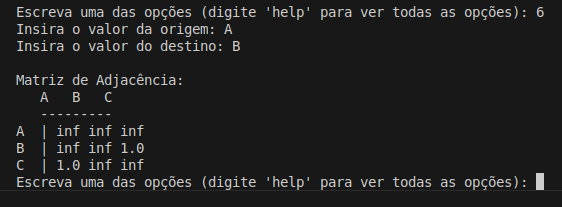 Escreva uma das opções (digite 'help' para ver todas as opções): 6
Insira o valor da origem: A
Insira o valor do destino: B
Matriz de Adjacência:
   A   B   C
   ---------
A  | inf inf inf
B  | inf inf 1.0
C  | 1.0 inf inf
Escreva uma das opções (digite 'help' para ver todas as opções):